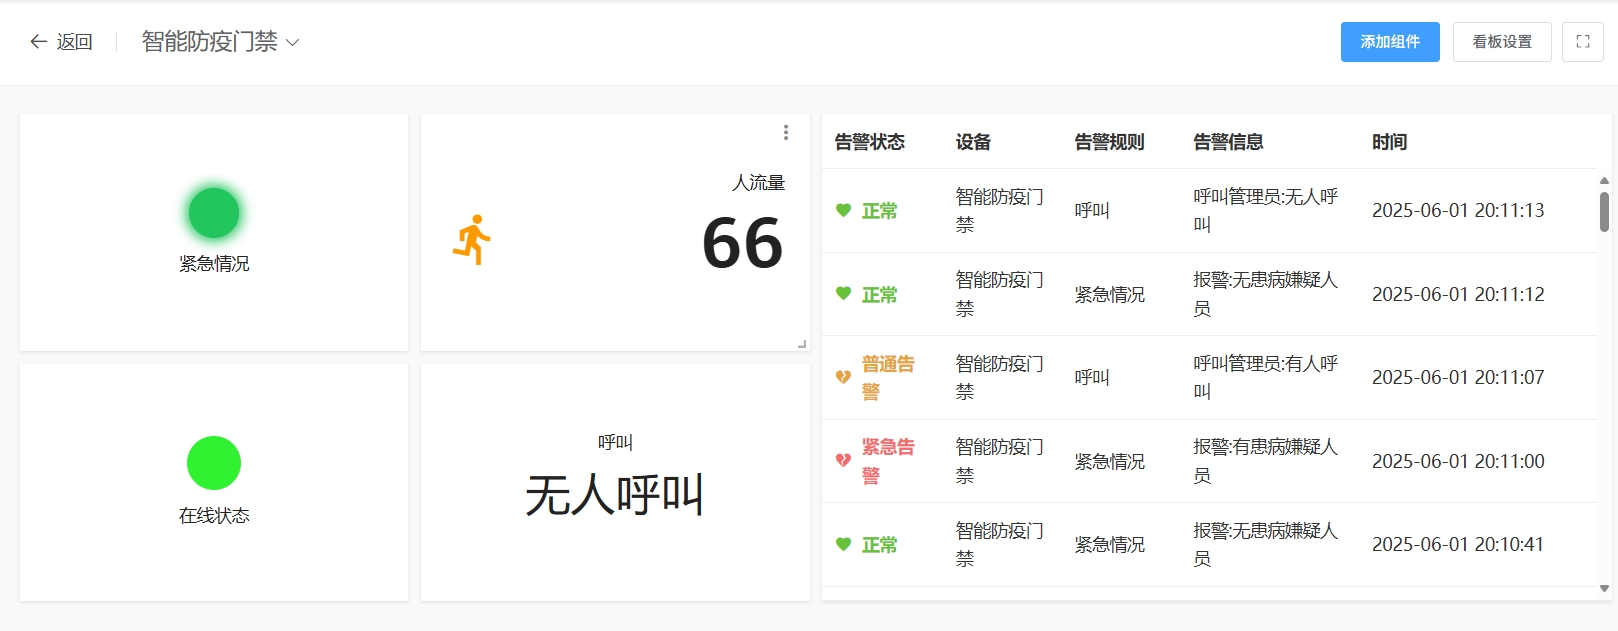 返回
智能防疫门禁
添加组件
看板设置
紧急情况
人流量
66
在线状态
呼叫
无人呼叫
告警状态 设备 告警规则 告警信息 时间
正常 智能防疫门禁 呼叫 呼叫管理员:无人呼叫 2025-06-01 20:11:13
正常 智能防疫门禁 紧急情况 报警:无患病嫌疑人员 2025-06-01 20:11:12
普通告警 智能防疫门禁 呼叫 呼叫管理员:有人呼叫 2025-06-01 20:11:07
紧急告警 智能防疫门禁 紧急情况 报警:有患病嫌疑人员 2025-06-01 20:11:00
正常 智能防疫门禁 紧急情况 报警:无患病嫌疑人员 2025-06-01 20:10:41